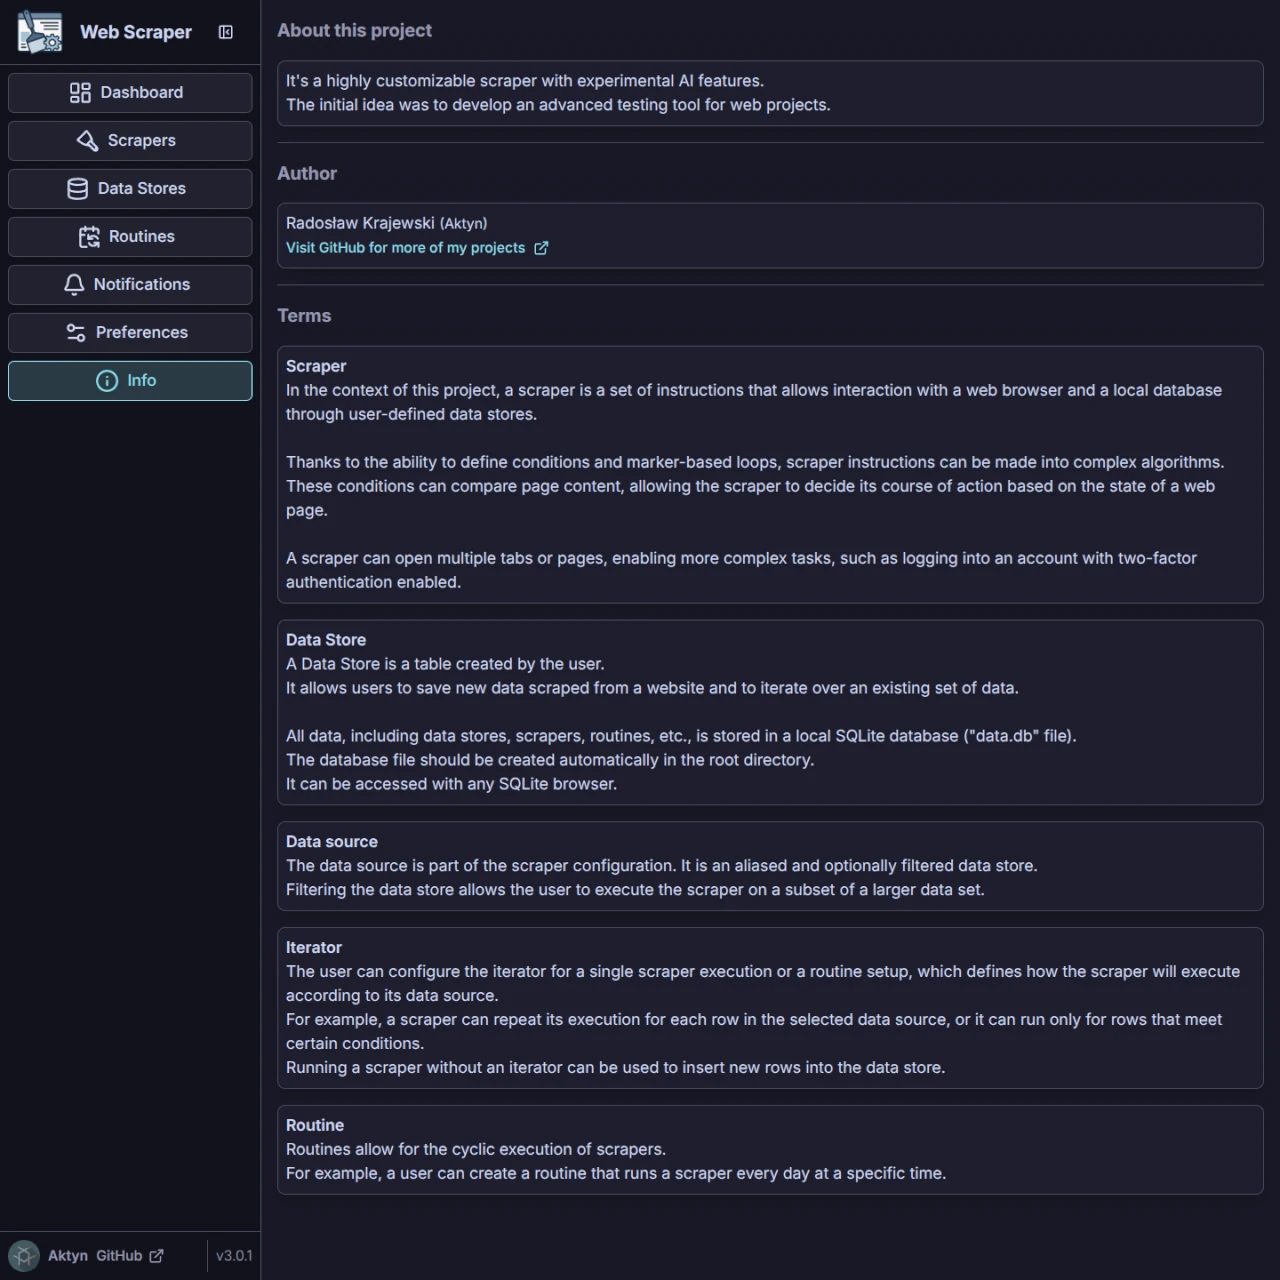 Web Scraper
Dashboard
Scrapers
Data Stores
Routines
Notifications
Preferences
Info
About this project
It's a highly customizable scraper with experimental AI features.
The initial idea was to develop an advanced testing tool for web projects.
Author
Radosław Krajewski (Aktyn)
Visit GitHub for more of my projects
Terms
Scraper
In the context of this project, a scraper is a set of instructions that allows interaction with a web browser and a local database
through user-defined data stores.
Thanks to the ability to define conditions and marker-based loops, scraper instructions can be made into complex algorithms.
These conditions can compare page content, allowing the scraper to decide its course of action based on the state of a web
page.
A scraper can open multiple tabs or pages, enabling more complex tasks, such as logging into an account with two-factor
authentication enabled.
Data Store
A Data Store is a table created by the user.
It allows users to save new data scraped from a website and to iterate over an existing set of data.
All data, including data stores, scrapers, routines, etc., is stored in a local SQLite database ("data.db" file).
The database file should be created automatically in the root directory.
It can be accessed with any SQLite browser.
Data source
The data source is part of the scraper configuration. It is an aliased and optionally filtered data store.
Filtering the data store allows the user to execute the scraper on a subset of a larger data set.
Iterator
The user can configure the iterator for a single scraper execution or a routine setup, which defines how the scraper will execute
according to its data source.
For example, a scraper can repeat its execution for each row in the selected data source, or it can run only for rows that meet
certain conditions.
Running a scraper without an iterator can be used to insert new rows into the data store.
Routine
Routines allow for the cyclic execution of scrapers.
For example, a user can create a routine that runs a scraper every day at a specific time.
Aktyn GitHub v3.0.1